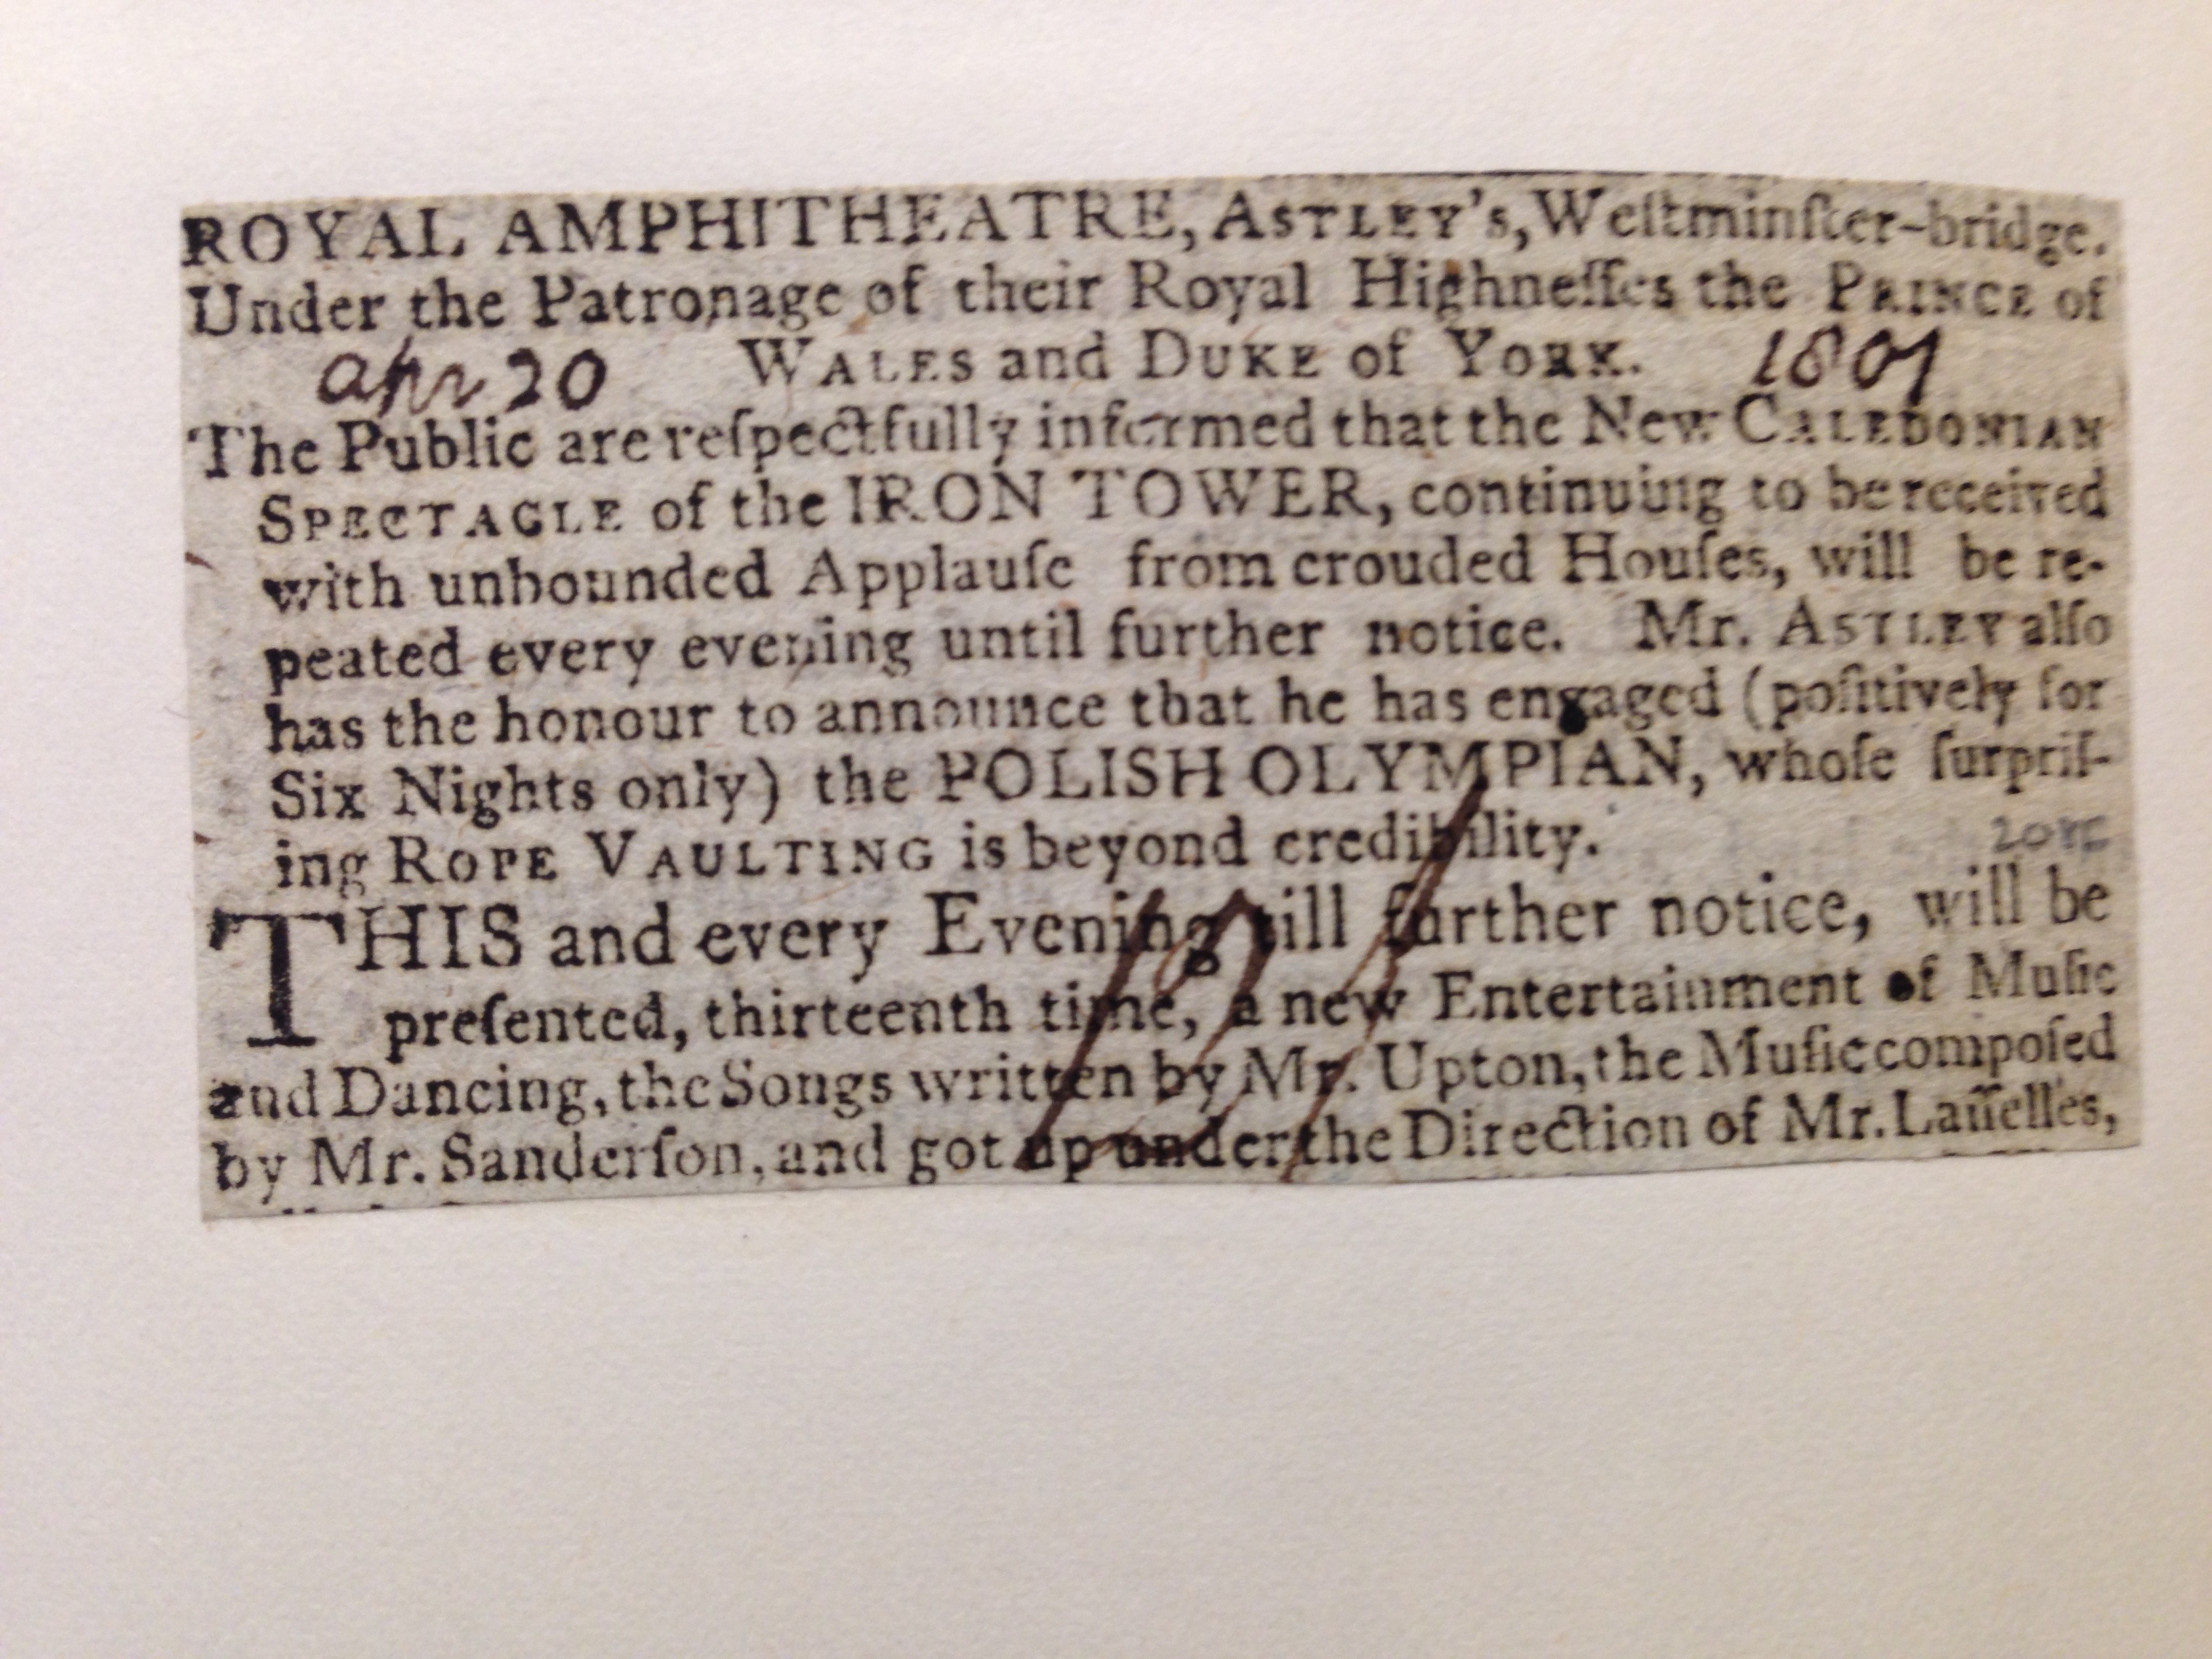 ROYAL AMPHITHEATRE, ASTLEY's, Weſtminſter-bridge.
Under the Patronage of their Royal Highneſſes the PRINCE of
apr 20 WALES and DUKE of YORK. 1801
The Public are reſpectfully informed that the New CALEDONIAN
SPECTACLE of the IRON TOWER, continuing to be received
with unbounded Applauſe from crouded Houſes, will be re-
peated every evening until further notice. Mr. ASTLEY alſo
has the honour to announce that he has engaged (poſitively for
Six Nights only) the POLISH OLYMPIAN, whoſe ſurpriſ-
ing ROPE VAULTING is beyond credibility.
THIS and every Evening till further notice, will be
preſented, thirteenth time, a new Entertainment of Muſic
and Dancing, the Songs written by Mr. Upton, the Muſic compoſed
by Mr. Sanderſon, and got up under the Direction of Mr. Laſſelles,